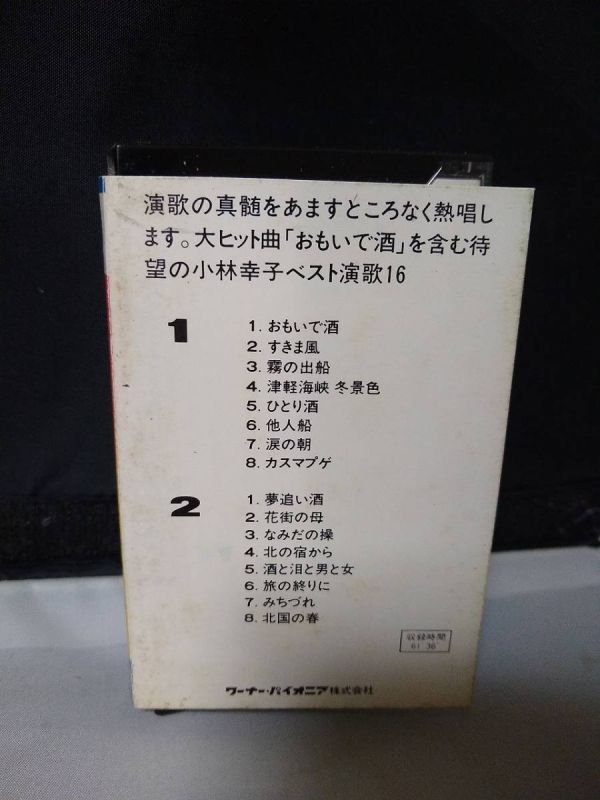 演歌の真髄をあますところなく熱唱し
ます。大ヒット曲「おもいで酒」を含む待
望の小林幸子ベスト演歌16
1
1. おもいで酒
2. すきま風
3. 霧の出船
4. 津軽海峡 冬景色
5. ひとり酒
6. 他人船
7. 涙の朝
8. カスマプゲ
2
1. 夢追い酒
2. 花街の母
3. なみだの操
4. 北の宿から
5. 酒と泪と男と女
6. 旅の終りに
7. みちづれ
8. 北国の春
収録時間
61' 36"
ワーナー・パイオニア株式会社